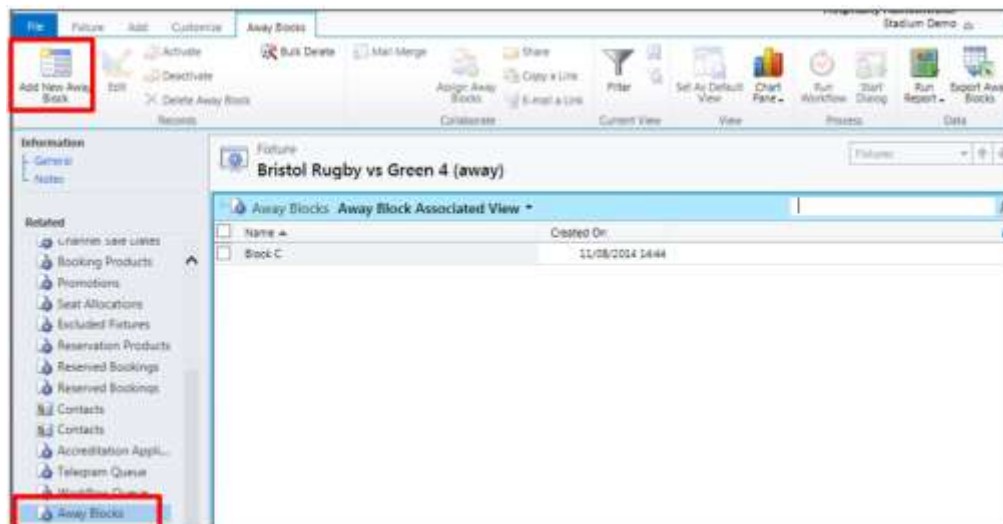 Stadium Demo
File Fixture Add Customize Away Blocks
Add New Away Block
Edit
Activate
Deactivate
Delete Away Block
Bulk Delete
Mail Merge
Assign Away Blocks
Share
Copy a Link
E-mail a Link
Filter
Set As Default View
Chart Pane
Run Workflow
Start Dialog
Run Report
Export Away Blocks
Records Collaborate Current View View Process Data
Information
General
Notes
Fixture
Bristol Rugby vs Green 4 (away)
Fixtures
Related
Channel Sale Dates
Booking Products
Promotions
Seat Allocations
Excluded Fixtures
Reservation Products
Reserved Bookings
Reserved Bookings
Contacts
Contacts
Accreditation Appli...
Telegram Queue
Workflow Queue
Away Blocks
Away Blocks Away Block Associated View
Name Created On
Block C 11/08/2014 14:44